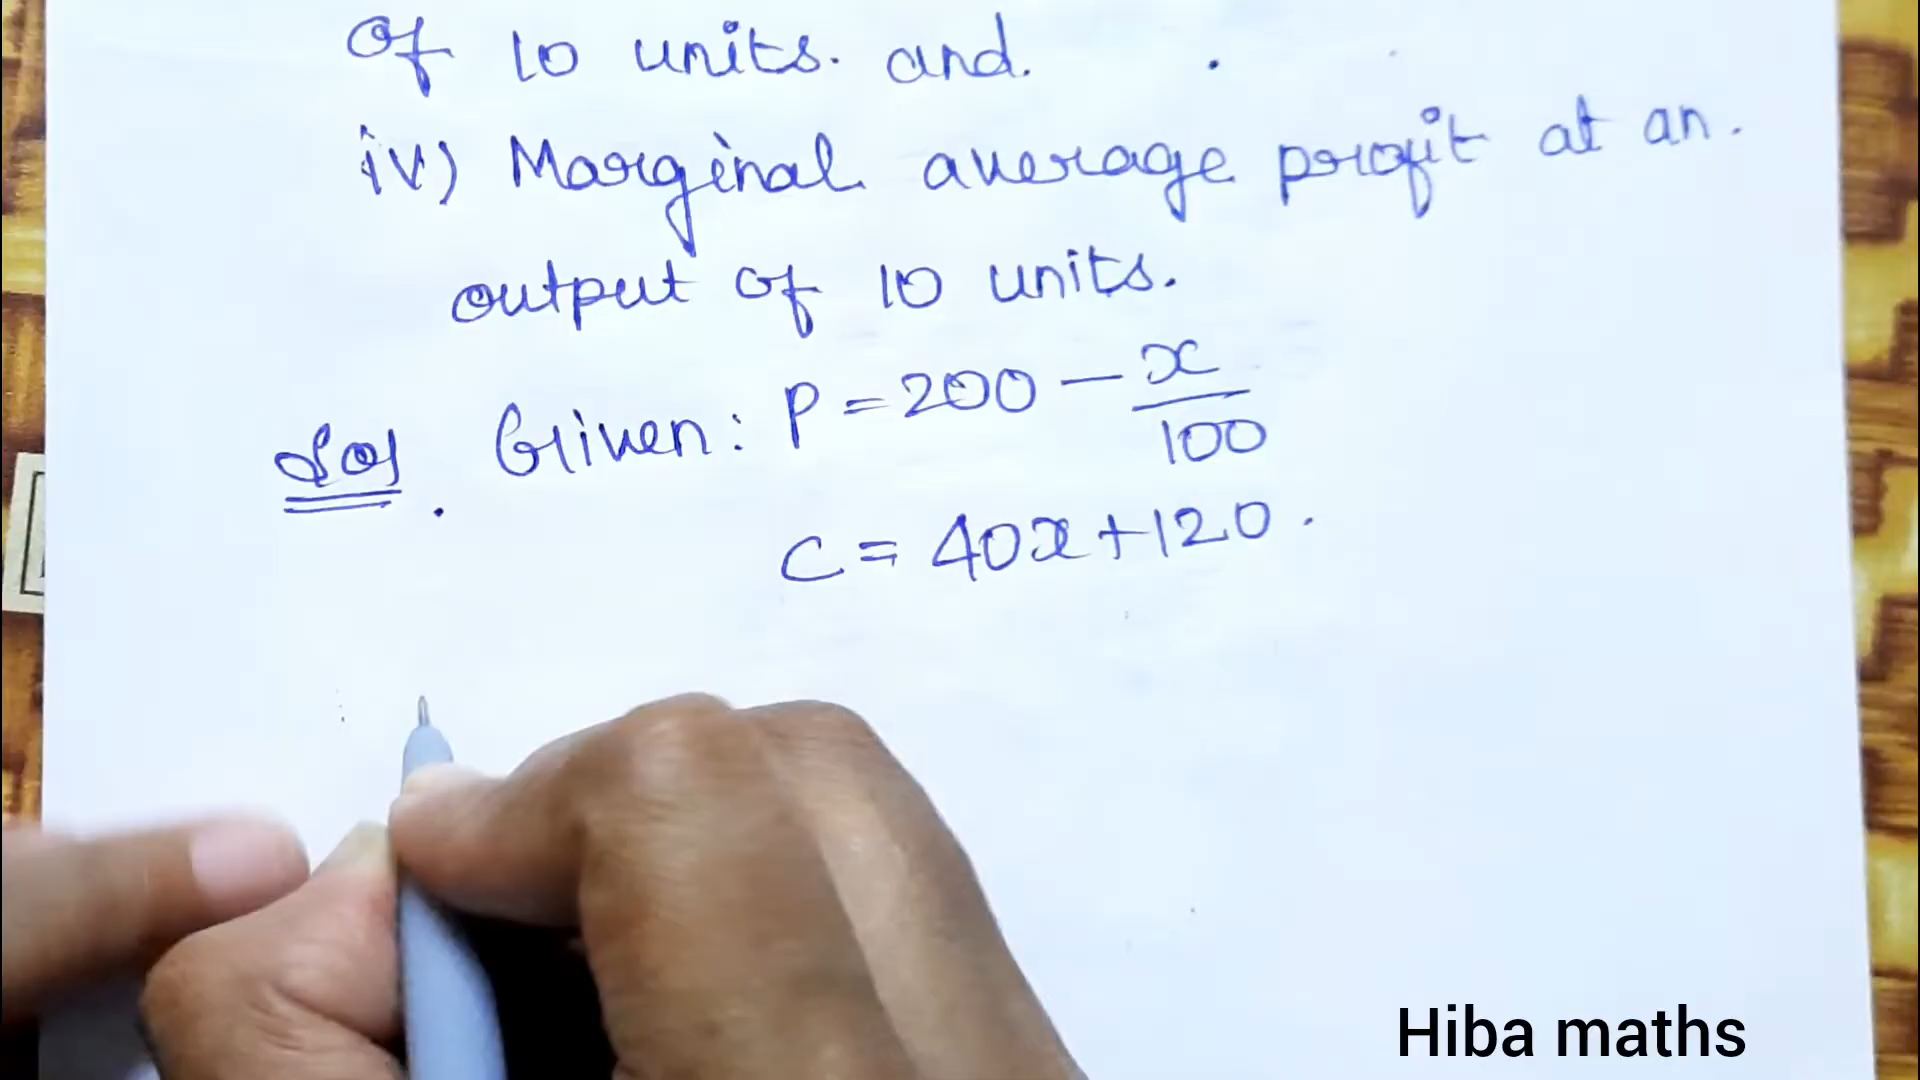 of 10 units. and.
iv) Marginal average profit at an.
output of 10 units.
Sol. Given: P = 200 - x/100
C = 40x + 120.
Hiba maths